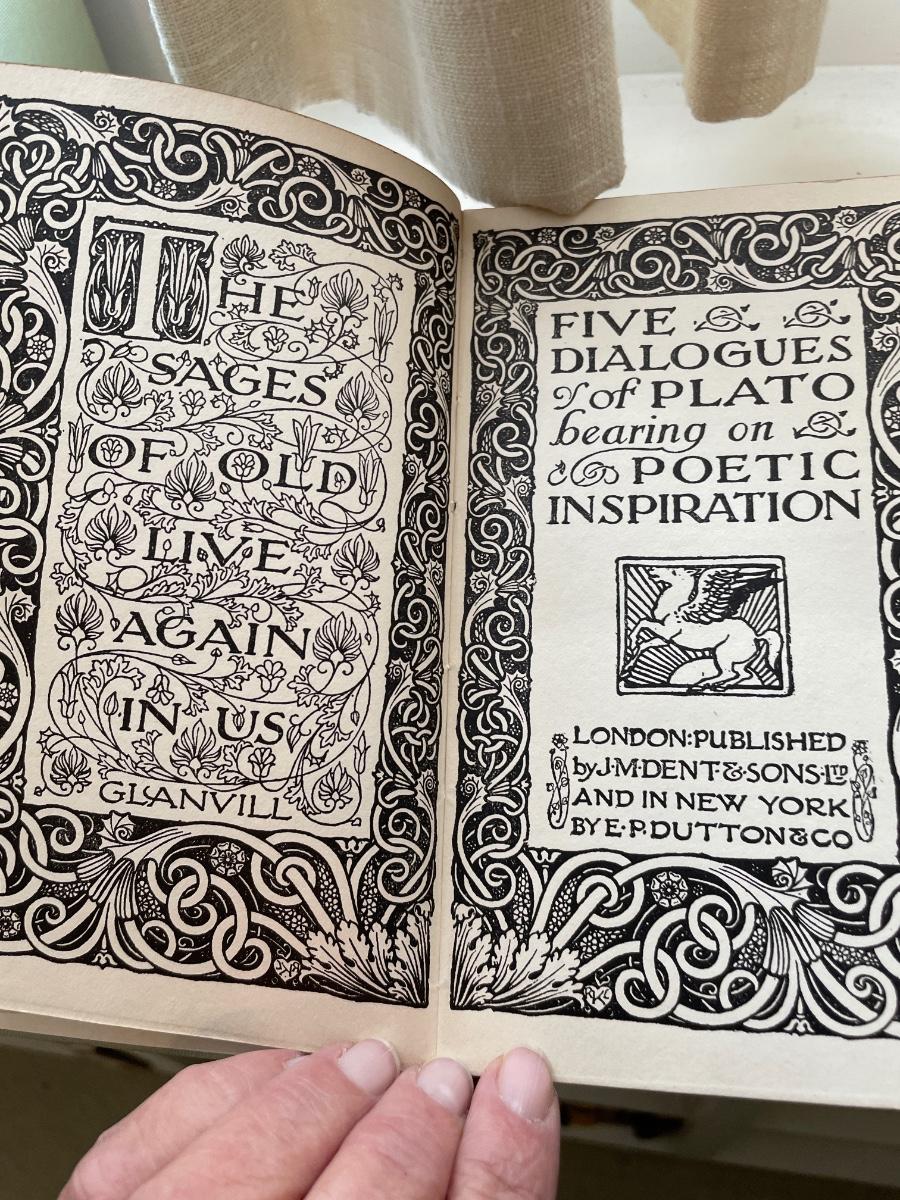 THE
SAGES
OF OLD
LIVE
AGAIN
IN US
GLANVILL
FIVE
DIALOGUES
of PLATO
bearing on
POETIC
INSPIRATION
LONDON:PUBLISHED
by J·M·DENT·&·SONS·LTD
AND IN NEW YORK
BY E·P·DUTTON & CO